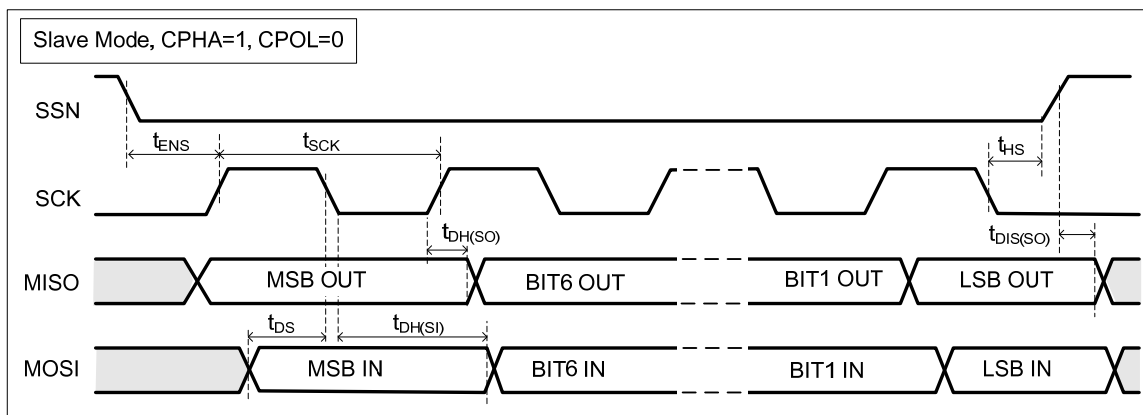 Slave Mode, CPHA=1, CPOL=0
SSN
tENS
tSCK
tHS
SCK
tDH(SO)
tDIS(SO)
MISO
MSB OUT
BIT6 OUT
BIT1 OUT
LSB OUT
tDS
tDH(SI)
MOSI
MSB IN
BIT6 IN
BIT1 IN
LSB IN